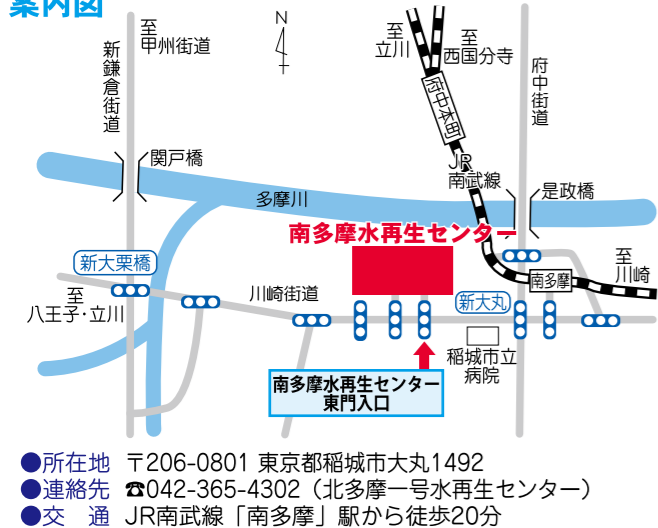 案内図
至
甲州街道
N
至
立川
至
西国分寺
新鎌倉街道
府中街道
府中本町
関戸橋
JR
南武線
是政橋
多摩川
南多摩水再生センター
新大栗橋
至
川崎
南多摩
至
八王子・立川
川崎街道
新大丸
稲城市立
病院
南多摩水再生センター
東門入口
●所在地 〒206-0801 東京都稲城市大丸1492
●連絡先 ☎042-365-4302（北多摩一号水再生センター）
●交　通 JR南武線「南多摩」駅から徒歩20分